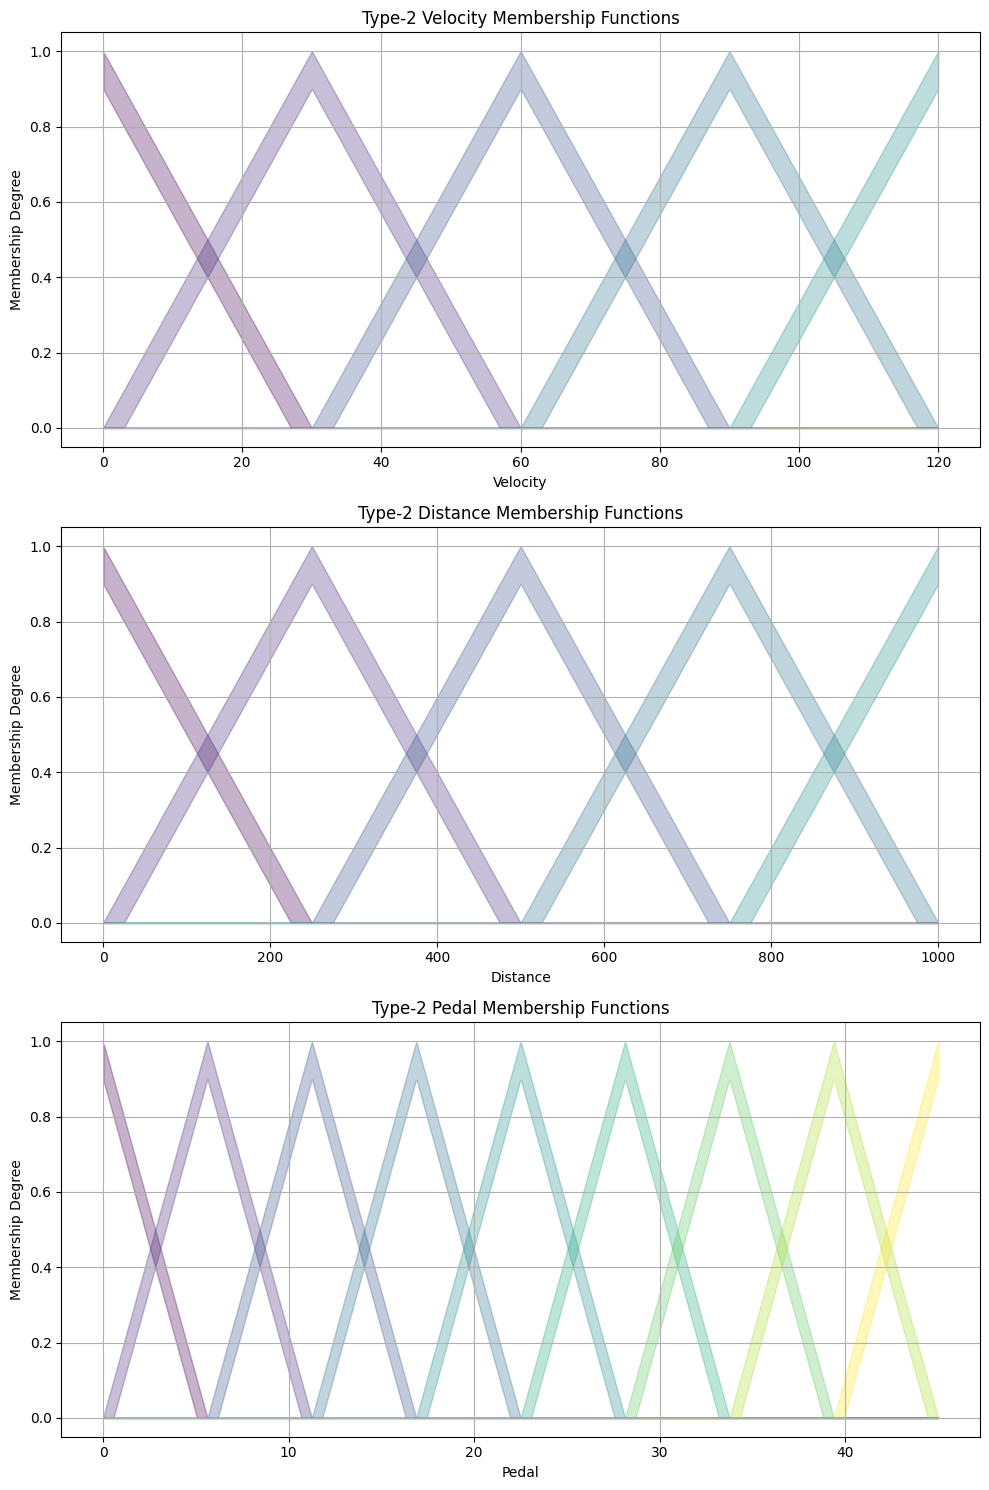 Type-2 Velocity Membership Functions
1.0
0.8
0.6
0.4
0.2
0.0
Membership Degree
0 20 40 60 80 100 120
Velocity
Type-2 Distance Membership Functions
1.0
0.8
0.6
0.4
0.2
0.0
Membership Degree
0 200 400 600 800 1000
Distance
Type-2 Pedal Membership Functions
1.0
0.8
0.6
0.4
0.2
0.0
Membership Degree
0 10 20 30 40
Pedal